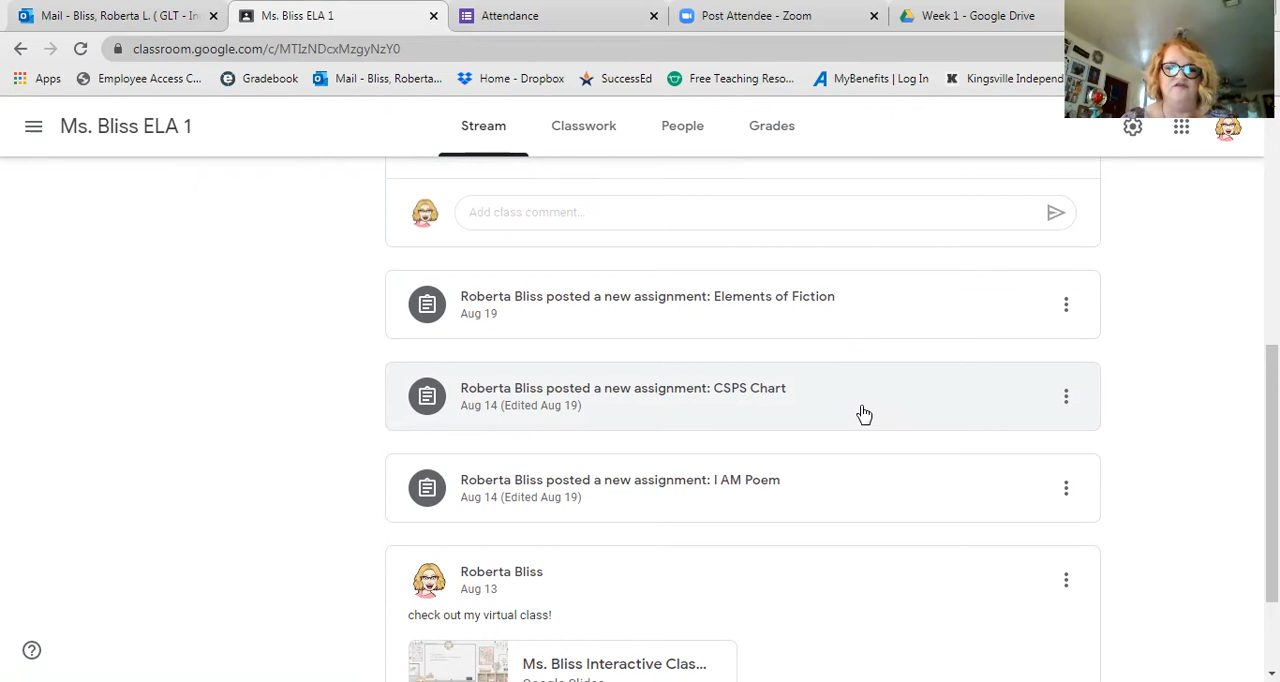 Mail - Bliss, Roberta L. ( GLT - In
Ms. Bliss ELA 1
Attendance
Post Attendee - Zoom
Week 1 - Google Drive
classroom.google.com/c/MTIzNDcxMzgyNzY0
Apps
Employee Access C...
Gradebook
Mail - Bliss, Roberta...
Home - Dropbox
SuccessEd
Free Teaching Reso...
MyBenefits | Log In
Kingsville Independ
Ms. Bliss ELA 1
Stream
Classwork
People
Grades
Add class comment...
Roberta Bliss posted a new assignment: Elements of Fiction
Aug 19
Roberta Bliss posted a new assignment: CSPS Chart
Aug 14 (Edited Aug 19)
Roberta Bliss posted a new assignment: I AM Poem
Aug 14 (Edited Aug 19)
Roberta Bliss
Aug 13
check out my virtual class!
Ms. Bliss Interactive Clas...
Google Slides